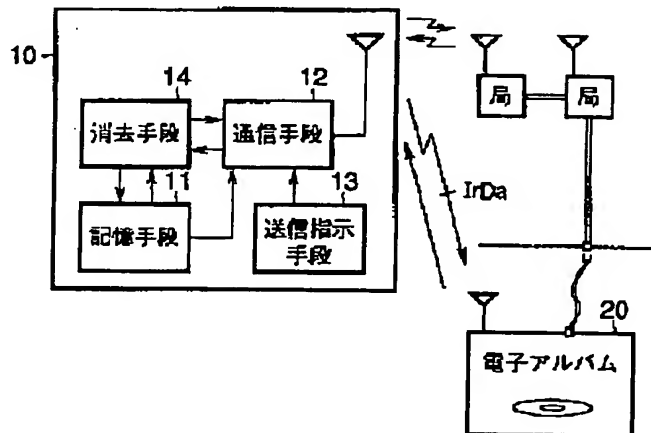 10
14
12
局
局
消去手段
通信手段
11
13
IrDa
記憶手段
送信指示
手段
20
電子アルバム